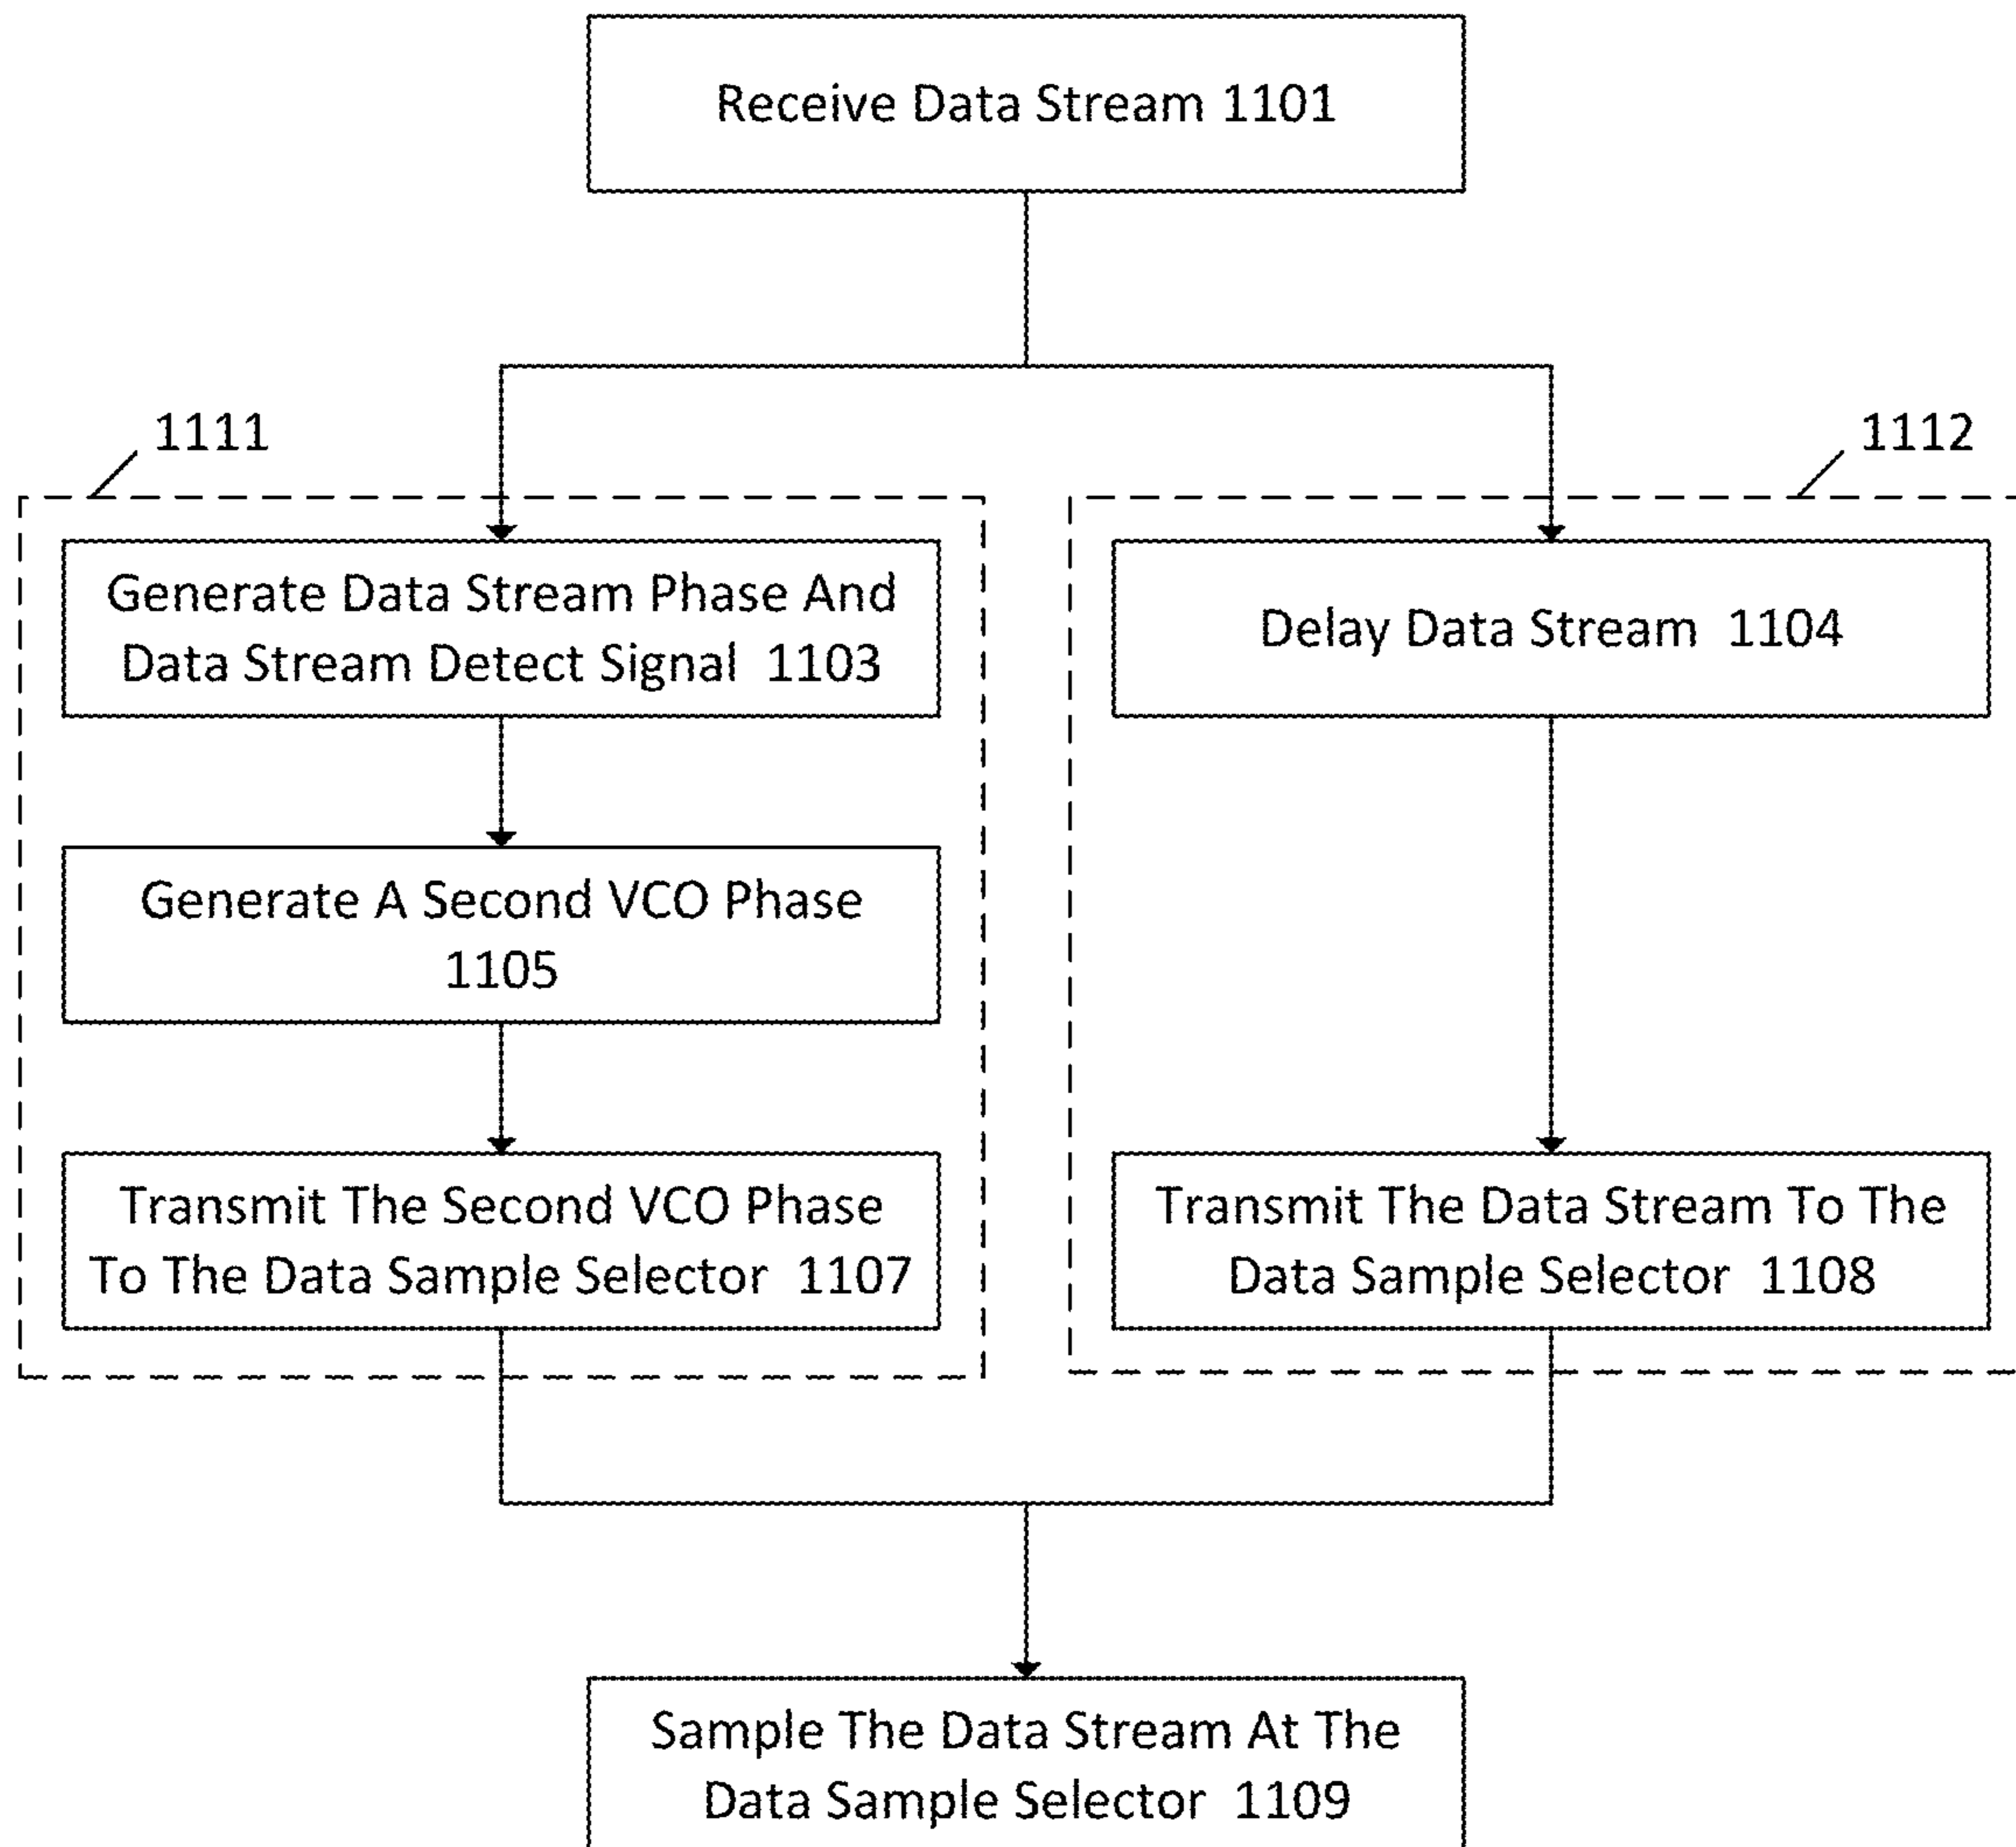 Receive Data Stream 1101
1111
1112
Generate Data Stream Phase And
Data Stream Detect Signal 1103
Delay Data Stream 1104
Generate A Second VCO Phase
1105
Transmit The Second VCO Phase
To The Data Sample Selector 1107
Transmit The Data Stream To The
Data Sample Selector 1108
Sample The Data Stream At The
Data Sample Selector 1109